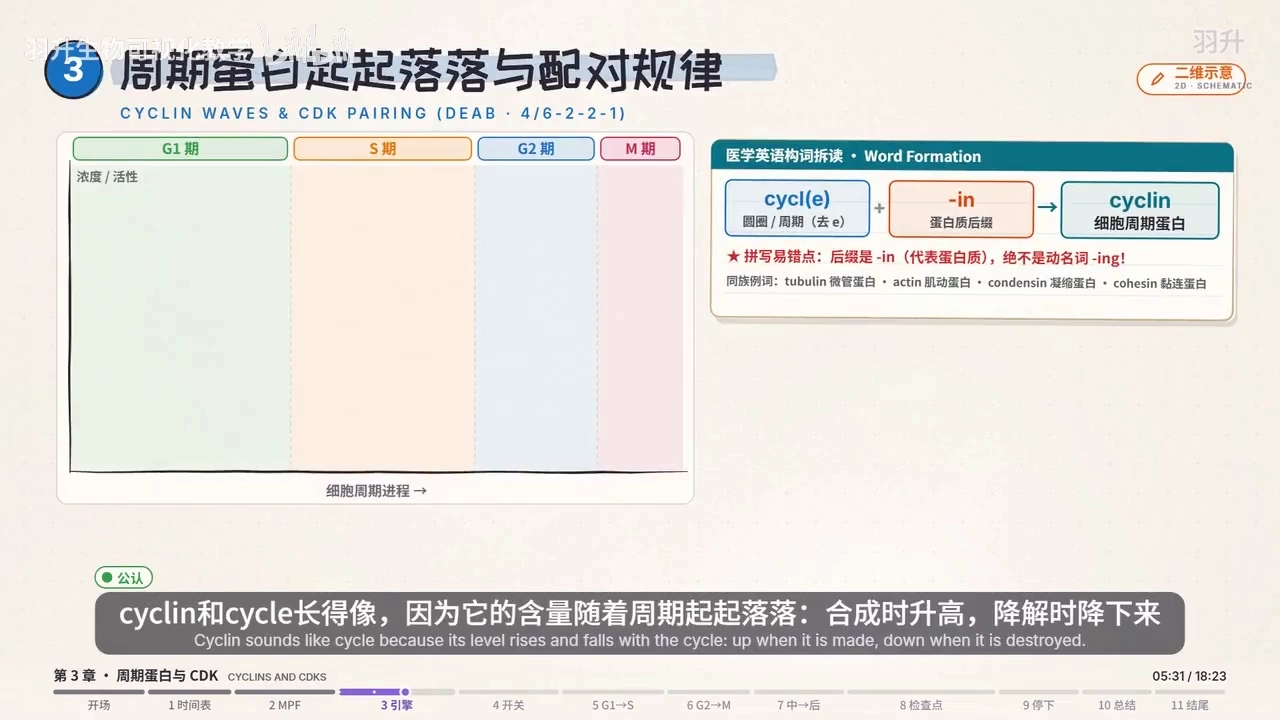 羽升生物可视化教学
羽升
3
周期蛋白起起落落与配对规律
二维示意
2D · SCHEMATIC
CYCLIN WAVES & CDK PAIRING (DEAB · 4/6-2-2-1)
G1 期
S 期
G2 期
M 期
浓度 / 活性
细胞周期进程 →
医学英语构词拆读 · Word Formation
cycl(e)
圆圈 / 周期（去 e）
+
-in
蛋白质后缀
→
cyclin
细胞周期蛋白
★ 拼写易错点：后缀是 -in（代表蛋白质），绝不是动名词 -ing！
同族例词：tubulin 微管蛋白 · actin 肌动蛋白 · condensin 凝缩蛋白 · cohesin 黏连蛋白
公认
cyclin和cycle长得像，因为它的含量随着周期起起落落：合成时升高，降解时降下来
Cyclin sounds like cycle because its level rises and falls with the cycle: up when it is made, down when it is destroyed.
第 3 章 · 周期蛋白与 CDK CYCLINS AND CDKS
05:31 / 18:23
开场
1 时间表
2 MPF
3 引擎
4 开关
5 G1→S
6 G2→M
7 中→后
8 检查点
9 停下
10 总结
11 结尾